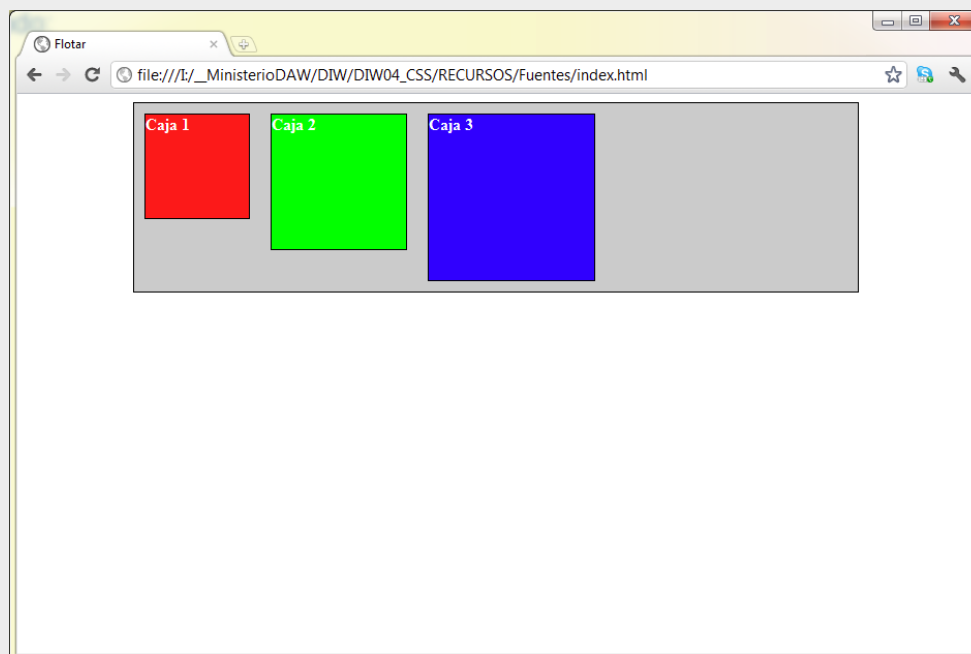 Flotar
file:///I:/__MinisterioDAW/DIW/DIW04_CSS/RECURSOS/Fuentes/index.html
Caja 1
Caja 2
Caja 3